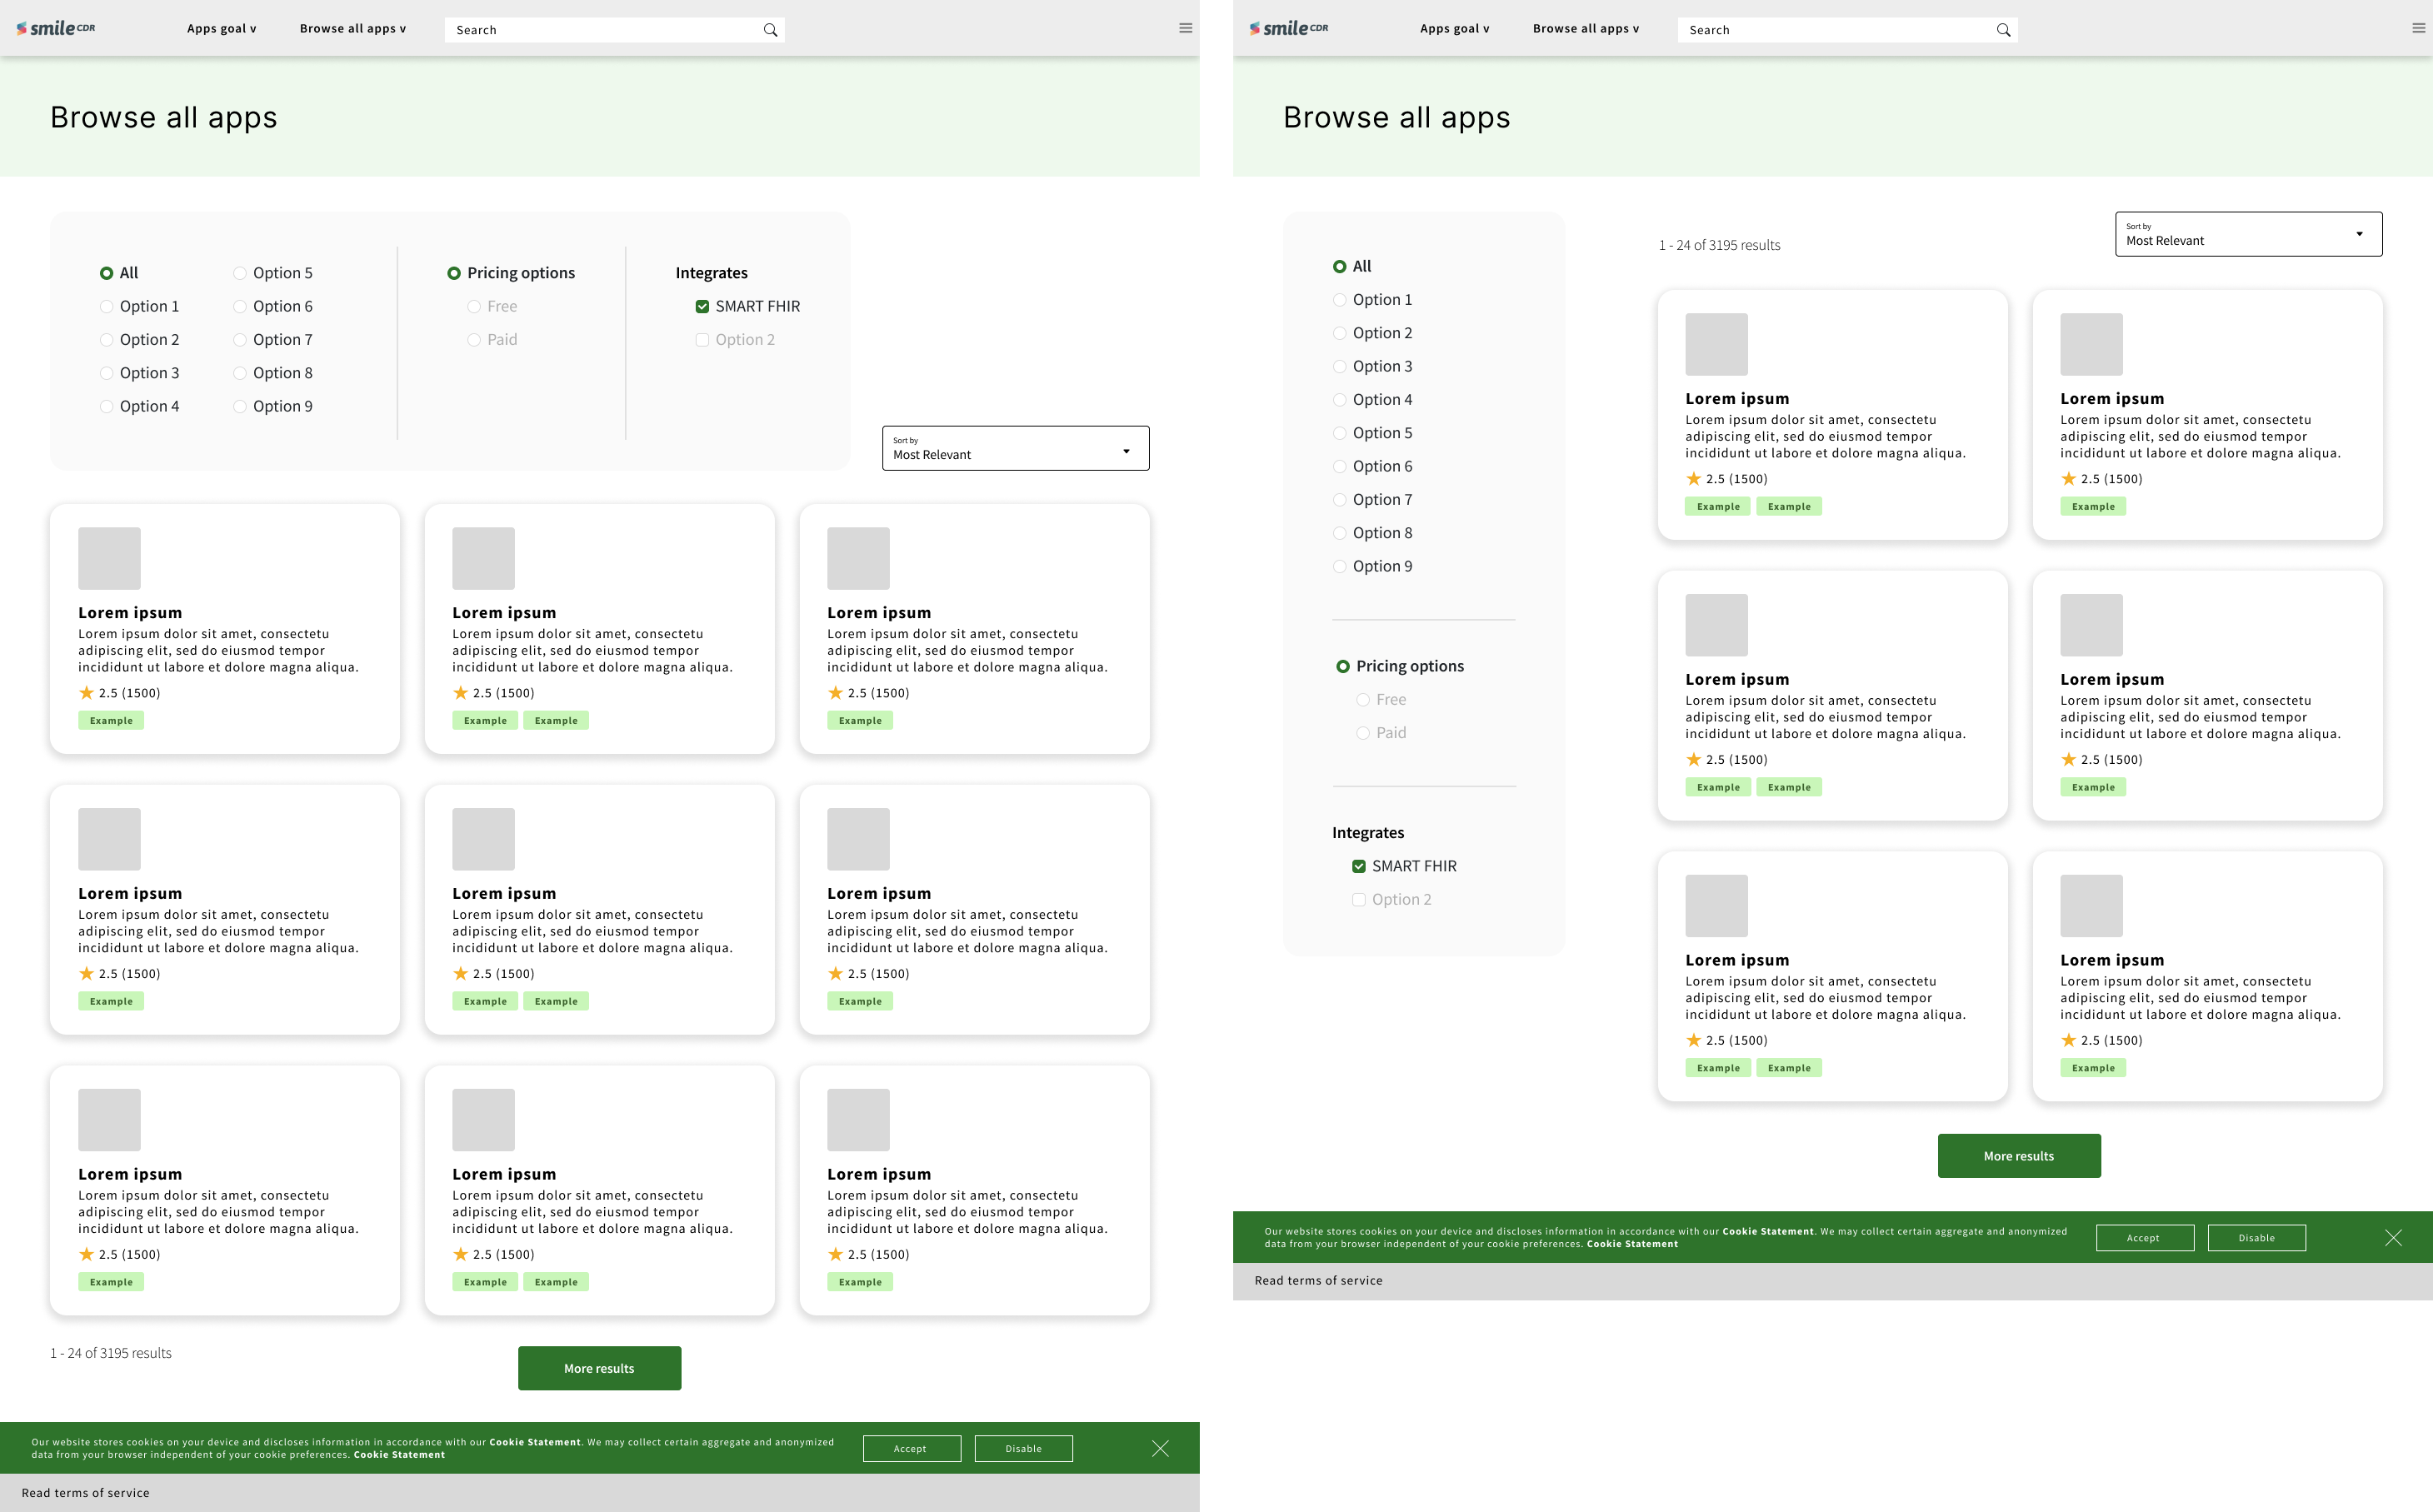 smile CDR
Apps goal v
Browse all apps v
Search
Browse all apps
All
Option 1
Option 2
Option 3
Option 4
Option 5
Option 6
Option 7
Option 8
Option 9
Pricing options
Free
Paid
Integrates
SMART FHIR
Option 2
Sort by
Most Relevant
Lorem ipsum
Lorem ipsum dolor sit amet, consectetu
adipiscing elit, sed do eiusmod tempor
incididunt ut labore et dolore magna aliqua.
2.5 (1500)
Example
Lorem ipsum
Lorem ipsum dolor sit amet, consectetu
adipiscing elit, sed do eiusmod tempor
incididunt ut labore et dolore magna aliqua.
2.5 (1500)
Example Example
Lorem ipsum
Lorem ipsum dolor sit amet, consectetu
adipiscing elit, sed do eiusmod tempor
incididunt ut labore et dolore magna aliqua.
2.5 (1500)
Example
Lorem ipsum
Lorem ipsum dolor sit amet, consectetu
adipiscing elit, sed do eiusmod tempor
incididunt ut labore et dolore magna aliqua.
2.5 (1500)
Example
Lorem ipsum
Lorem ipsum dolor sit amet, consectetu
adipiscing elit, sed do eiusmod tempor
incididunt ut labore et dolore magna aliqua.
2.5 (1500)
Example Example
Lorem ipsum
Lorem ipsum dolor sit amet, consectetu
adipiscing elit, sed do eiusmod tempor
incididunt ut labore et dolore magna aliqua.
2.5 (1500)
Example
Lorem ipsum
Lorem ipsum dolor sit amet, consectetu
adipiscing elit, sed do eiusmod tempor
incididunt ut labore et dolore magna aliqua.
2.5 (1500)
Example
Lorem ipsum
Lorem ipsum dolor sit amet, consectetu
adipiscing elit, sed do eiusmod tempor
incididunt ut labore et dolore magna aliqua.
2.5 (1500)
Example Example
Lorem ipsum
Lorem ipsum dolor sit amet, consectetu
adipiscing elit, sed do eiusmod tempor
incididunt ut labore et dolore magna aliqua.
2.5 (1500)
Example
1 - 24 of 3195 results
More results
Our website stores cookies on your device and discloses information in accordance with our Cookie Statement. We may collect certain aggregate and anonymized
data from your browser independent of your cookie preferences. Cookie Statement
Accept
Disable
Read terms of service
smile CDR
Apps goal v
Browse all apps v
Search
Browse all apps
All
Option 1
Option 2
Option 3
Option 4
Option 5
Option 6
Option 7
Option 8
Option 9
Pricing options
Free
Paid
Integrates
SMART FHIR
Option 2
1 - 24 of 3195 results
Sort by
Most Relevant
Lorem ipsum
Lorem ipsum dolor sit amet, consectetu
adipiscing elit, sed do eiusmod tempor
incididunt ut labore et dolore magna aliqua.
2.5 (1500)
Example Example
Lorem ipsum
Lorem ipsum dolor sit amet, consectetu
adipiscing elit, sed do eiusmod tempor
incididunt ut labore et dolore magna aliqua.
2.5 (1500)
Example
Lorem ipsum
Lorem ipsum dolor sit amet, consectetu
adipiscing elit, sed do eiusmod tempor
incididunt ut labore et dolore magna aliqua.
2.5 (1500)
Example Example
Lorem ipsum
Lorem ipsum dolor sit amet, consectetu
adipiscing elit, sed do eiusmod tempor
incididunt ut labore et dolore magna aliqua.
2.5 (1500)
Example
Lorem ipsum
Lorem ipsum dolor sit amet, consectetu
adipiscing elit, sed do eiusmod tempor
incididunt ut labore et dolore magna aliqua.
2.5 (1500)
Example Example
Lorem ipsum
Lorem ipsum dolor sit amet, consectetu
adipiscing elit, sed do eiusmod tempor
incididunt ut labore et dolore magna aliqua.
2.5 (1500)
Example
More results
Our website stores cookies on your device and discloses information in accordance with our Cookie Statement. We may collect certain aggregate and anonymized
data from your browser independent of your cookie preferences. Cookie Statement
Accept
Disable
Read terms of service